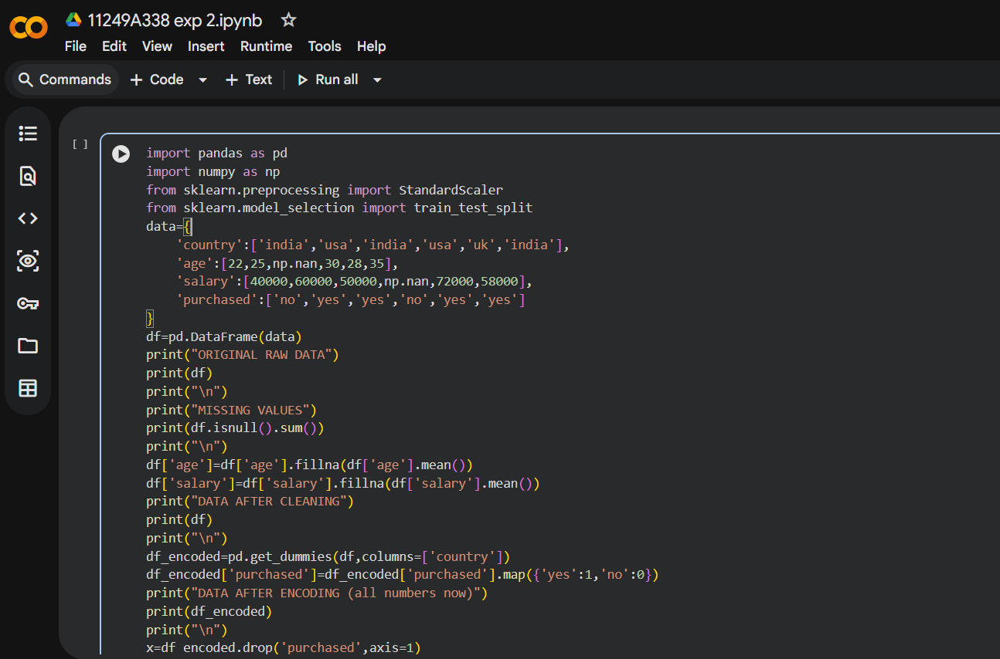 11249A338 exp 2.ipynb
File Edit View Insert Runtime Tools Help
Commands + Code + Text Run all
[ ]
import pandas as pd
import numpy as np
from sklearn.preprocessing import StandardScaler
from sklearn.model_selection import train_test_split
data={
    'country':['india','usa','india','usa','uk','india'],
    'age':[22,25,np.nan,30,28,35],
    'salary':[40000,60000,50000,np.nan,72000,58000],
    'purchased':['no','yes','yes','no','yes','yes']
}
df=pd.DataFrame(data)
print("ORIGINAL RAW DATA")
print(df)
print("\n")
print("MISSING VALUES")
print(df.isnull().sum())
print("\n")
df['age']=df['age'].fillna(df['age'].mean())
df['salary']=df['salary'].fillna(df['salary'].mean())
print("DATA AFTER CLEANING")
print(df)
print("\n")
df_encoded=pd.get_dummies(df,columns=['country'])
df_encoded['purchased']=df_encoded['purchased'].map({'yes':1,'no':0})
print("DATA AFTER ENCODING (all numbers now)")
print(df_encoded)
print("\n")
x=df_encoded.drop('purchased',axis=1)